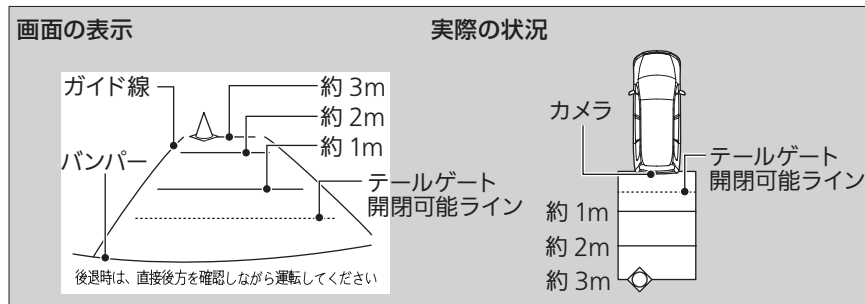 画面の表示
ガイド線
約 3m
約 2m
約 1m
バンパー
テールゲート
開閉可能ライン
後退時は、直接後方を確認しながら運転してください
実際の状況
カメラ
テールゲート
開閉可能ライン
約 1m
約 2m
約 3m